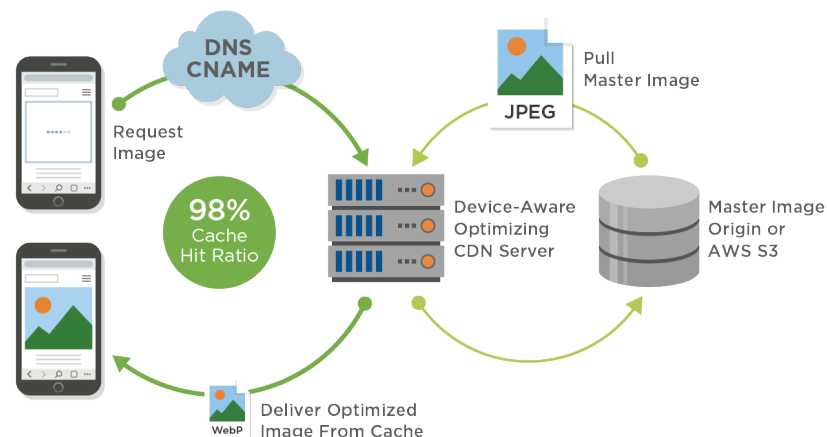 DNS
CNAME
Request
Image
Pull
Master Image
JPEG
98%
Cache
Hit Ratio
Device-Aware
Optimizing
CDN Server
Master Image
Origin or
AWS S3
WebP
Deliver Optimized
Image From Cache